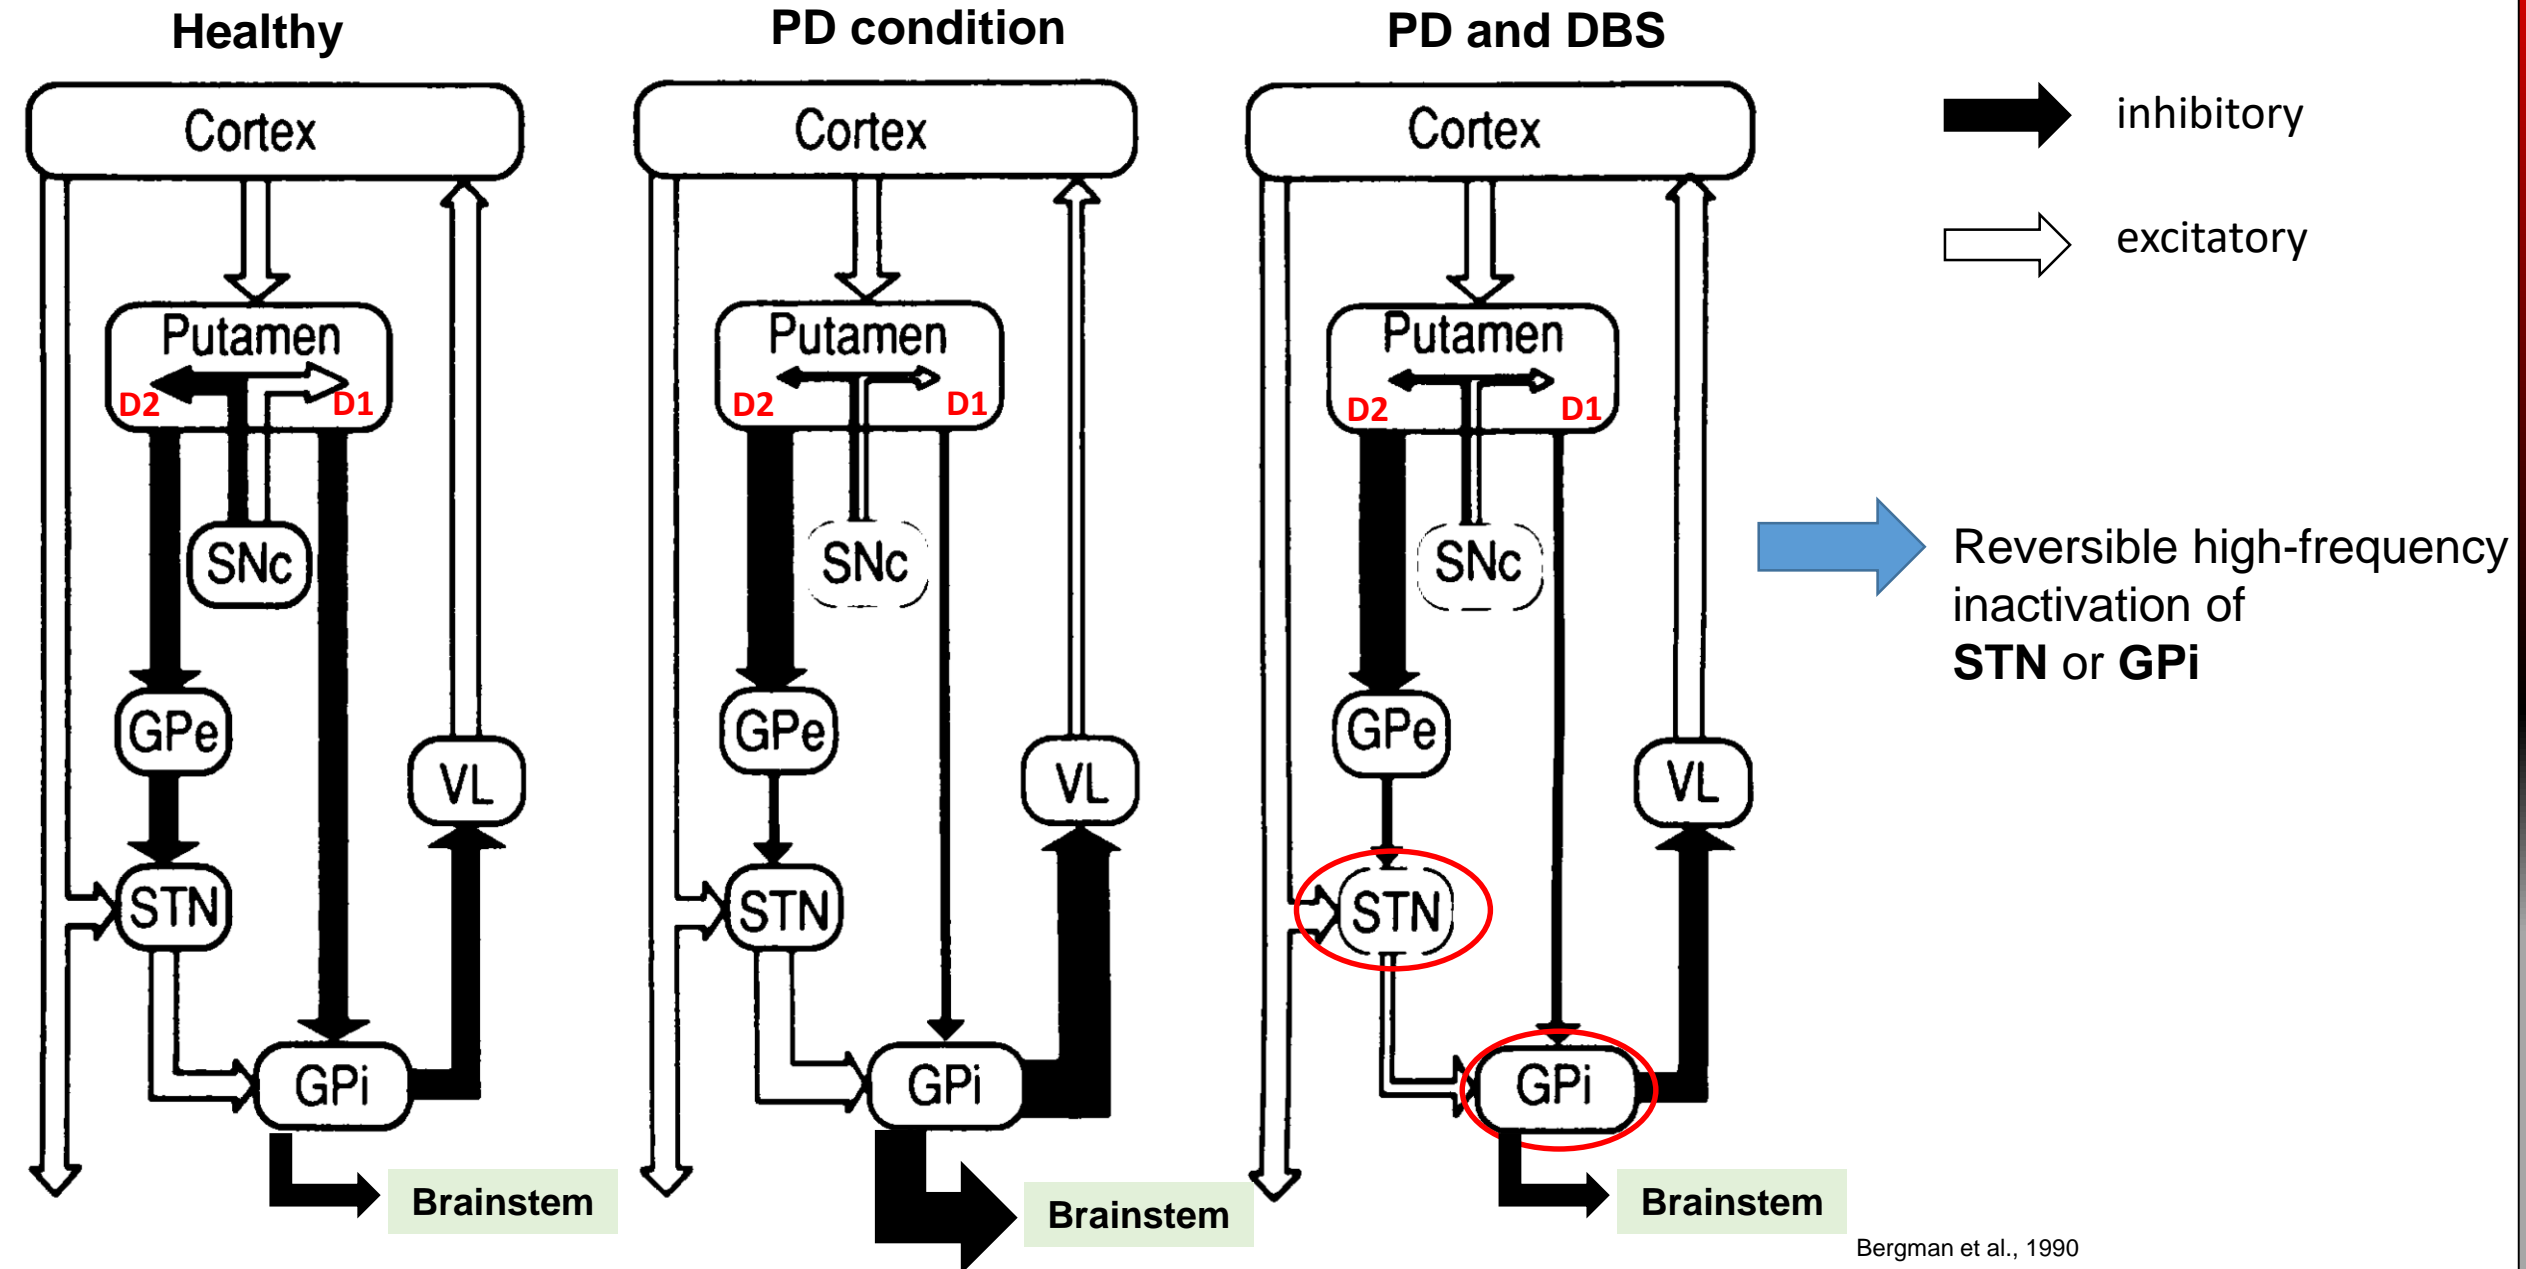 Healthy
Cortex
Putamen
D2
D1
SNc
GPe
VL
STN
GPi
Brainstem
PD condition
Cortex
Putamen
D2
D1
SNc
GPe
VL
STN
GPi
Brainstem
PD and DBS
Cortex
Putamen
D2
D1
SNc
GPe
VL
STN
GPi
Brainstem
inhibitory
excitatory
Reversible high-frequency
inactivation of
STN or GPi
Bergman et al., 1990